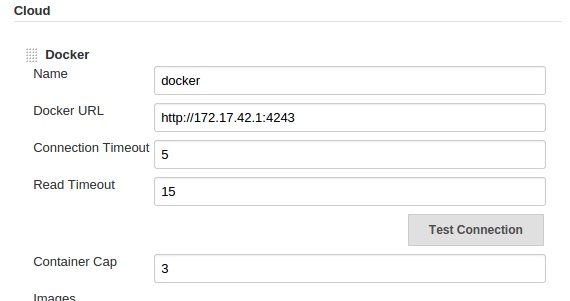 Cloud
Docker
Name
docker
Docker URL
http://172.17.42.1:4243
Connection Timeout
5
Read Timeout
15
Test Connection
Container Cap
3
Images